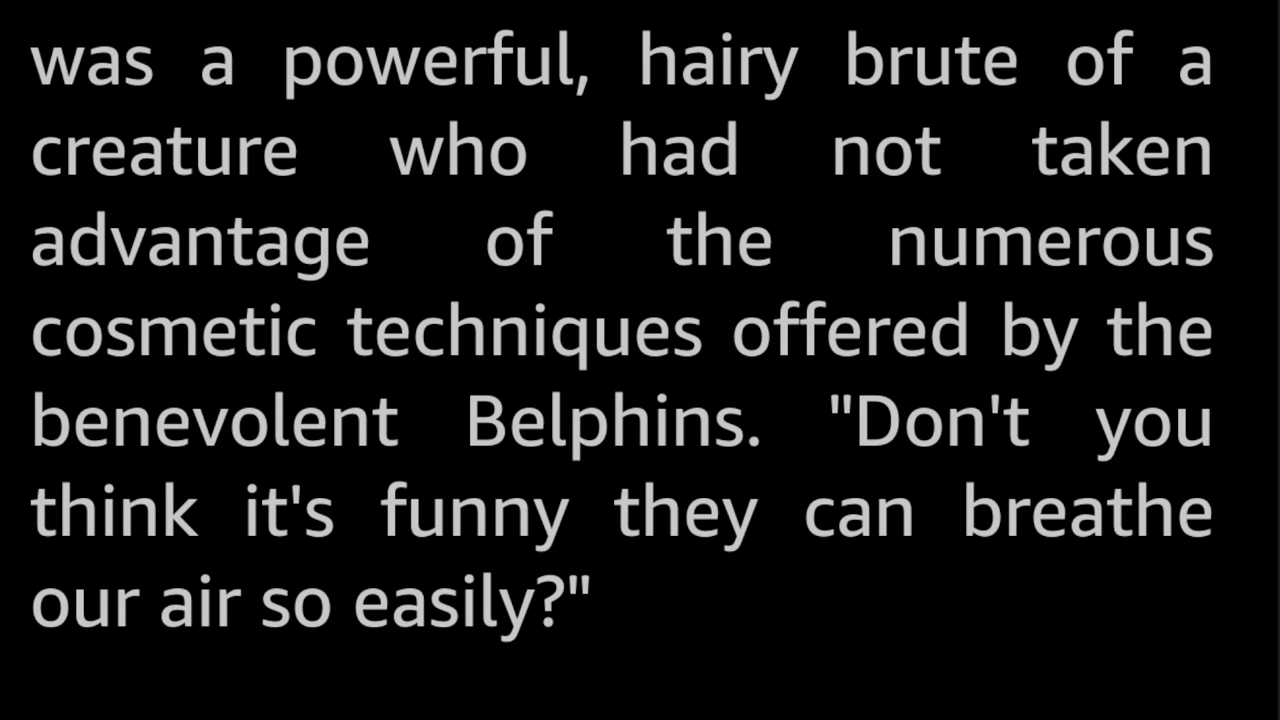 was a powerful, hairy brute of a
creature who had not taken
advantage of the numerous
cosmetic techniques offered by the
benevolent Belphins. "Don't you
think it's funny they can breathe
our air so easily?"